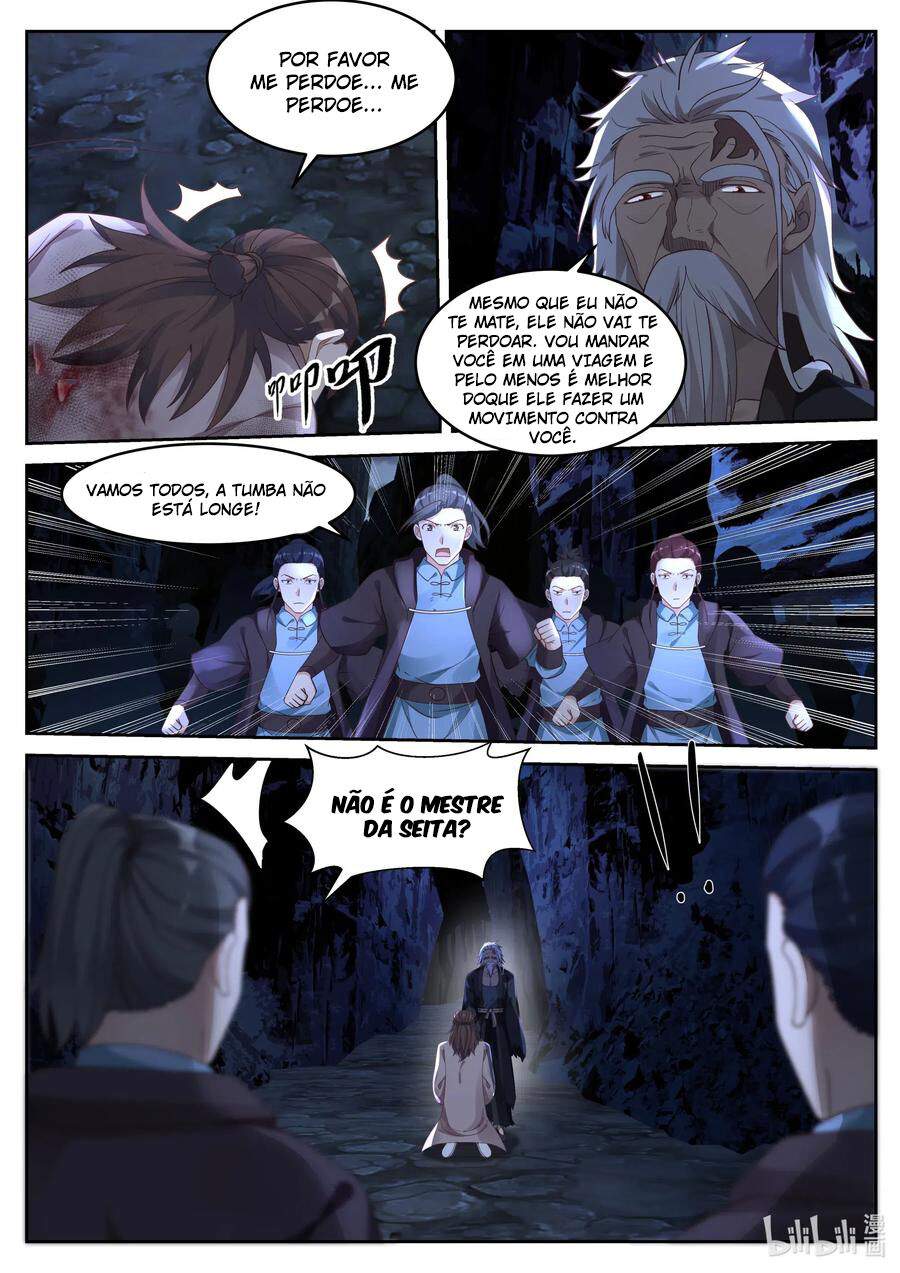 POR FAVOR
ME PERDOE... ME
PERDOE...
MESMO QUE EU NÃO
TE MATE, ELE NÃO VAI TE
PERDOAR. VOU MANDAR
VOCÊ EM UMA VIAGEM E
PELO MENOS É MELHOR
DOQUE ELE FAZER UM
MOVIMENTO CONTRA
VOCÊ.
叩叩叩
VAMOS TODOS, A TUMBA NÃO
ESTÁ LONGE!
NÃO É O MESTRE
DA SEITA?
bilibili 漫画